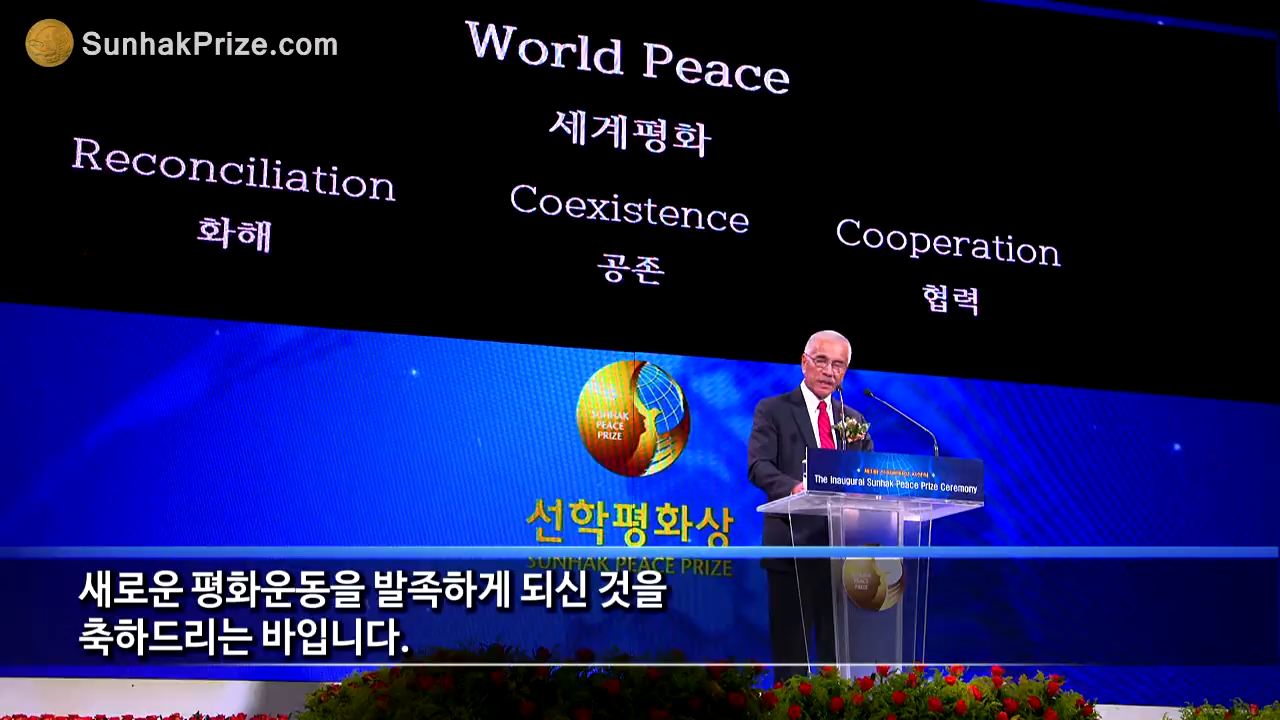 SunhakPrize.com
World Peace
세계평화
Reconciliation
화해
Coexistence
공존
Cooperation
협력
SUNHAK
PEACE
PRIZE
선학평화상
SUNHAK PEACE PRIZE
The Inaugural Sunhak Peace Prize Ceremony
SUNHAK
PEACE
PRIZE
새로운 평화운동을 발족하게 되신 것을
축하드리는 바입니다.